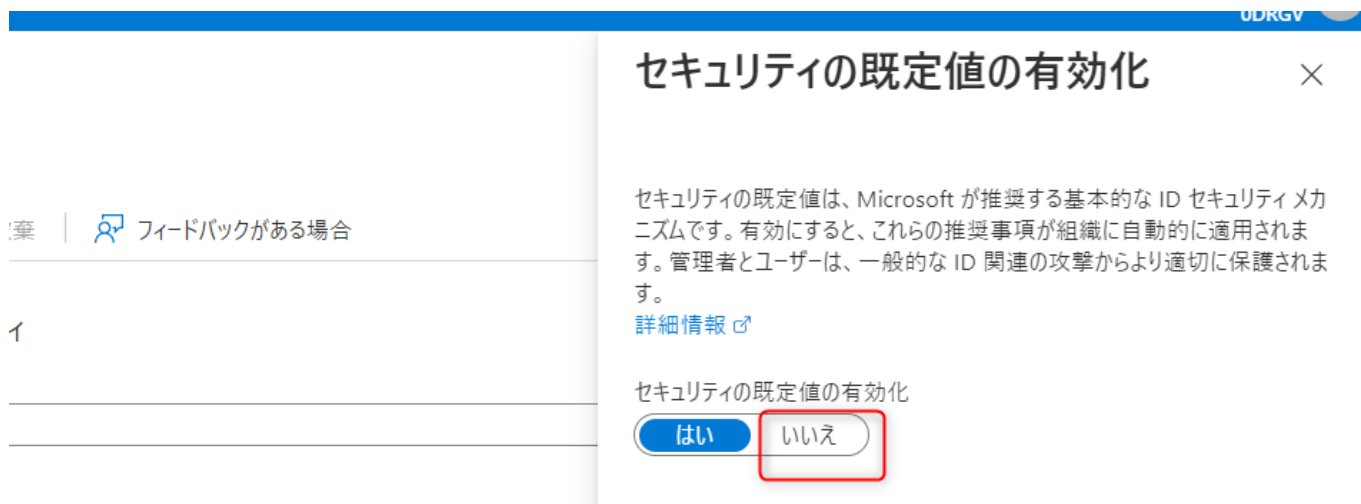 0DRGV
セキュリティの既定値の有効化
棄
フィードバックがある場合
セキュリティの既定値は、Microsoft が推奨する基本的な ID セキュリティ メカ
ニズムです。有効にすると、これらの推奨事項が組織に自動的に適用されま
す。管理者とユーザーは、一般的な ID 関連の攻撃からより適切に保護されま
す。
詳細情報
イ
セキュリティの既定値の有効化
はい いいえ